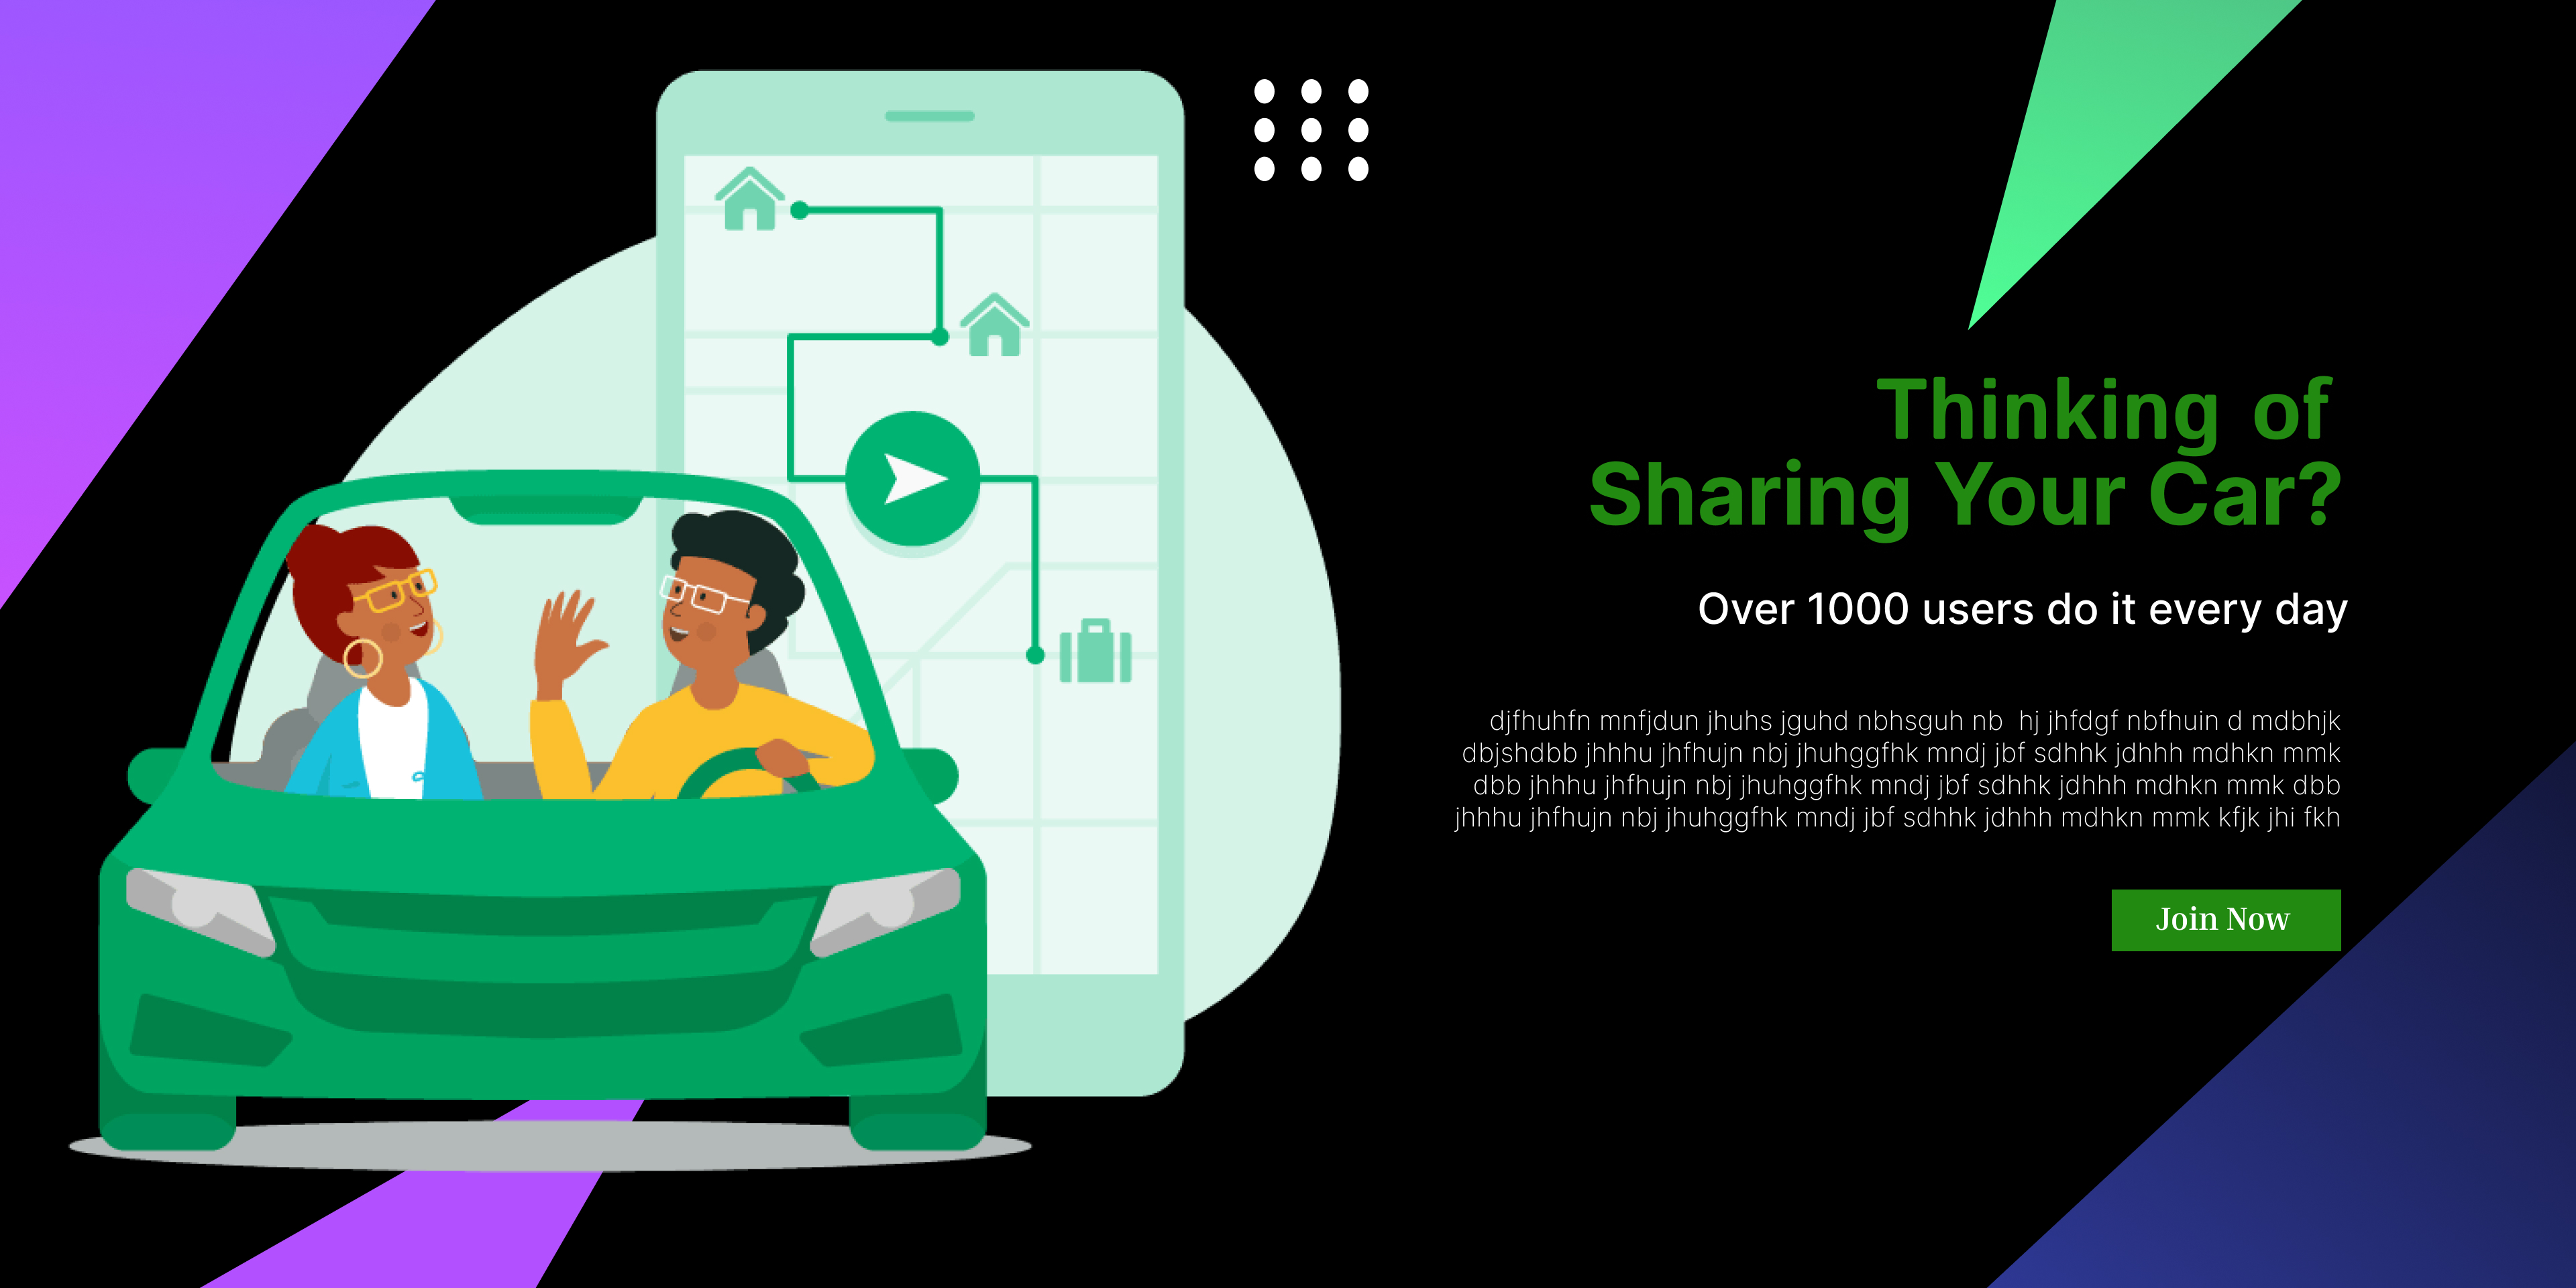 Thinking of
Sharing Your Car?
Over 1000 users do it every day
djfhuhfn mnfjdun jhuhs jguhd nbhsguh nb  hj jhfdgf nbfhuin d mdbhjk
dbjshdbb jhhhu jhfhujn nbj jhuhggfhk mndj jbf sdhhk jdhhh mdhkn mmk
dbb jhhhu jhfhujn nbj jhuhggfhk mndj jbf sdhhk jdhhh mdhkn mmk dbb
jhhhu jhfhujn nbj jhuhggfhk mndj jbf sdhhk jdhhh mdhkn mmk kfjk jhi fkh
Join Now